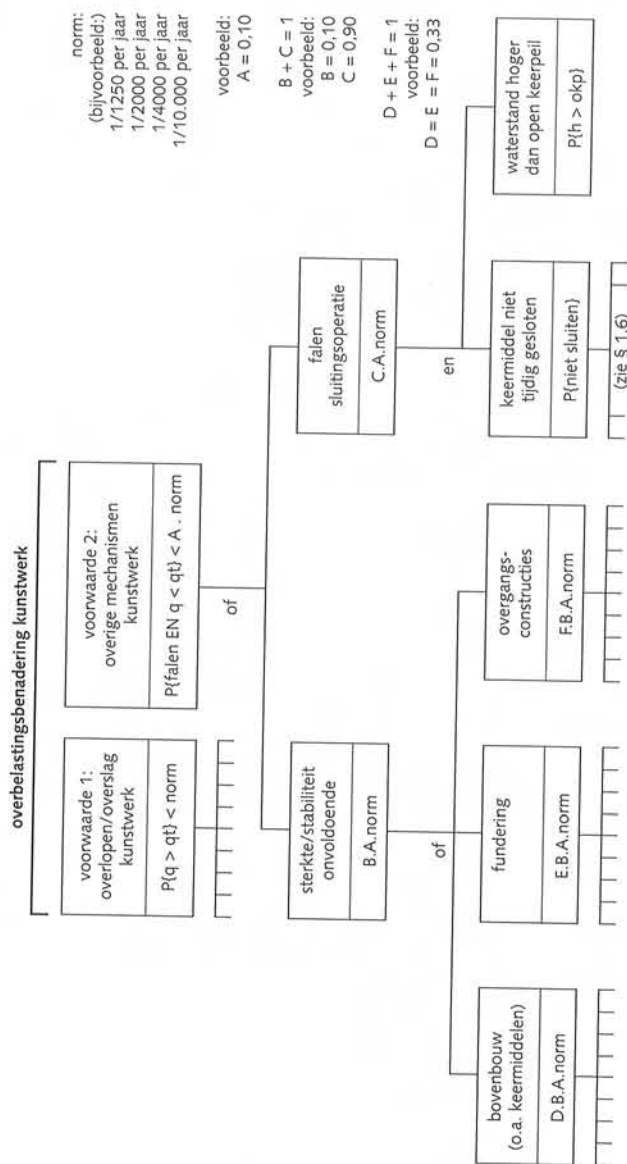 overbelastingsbenadering kunstwerk
voorwaarde 1:
overlopen/overslag
kunstwerk
P{q > qt} < norm
voorwaarde 2:
overige mechanismen
kunstwerk
P{falen EN q < qt} < A . norm
norm:
(bijvoorbeeld:)
1/1250 per jaar
1/2000 per jaar
1/4000 per jaar
1/10.000 per jaar
of
voorbeeld:
A = 0,10
sterkte/stabiliteit
onvoldoende
B.A.norm
falen
sluitingsoperatie
C.A.norm
B + C = 1
voorbeeld:
B = 0,10
C = 0,90
of
en
D + E + F = 1
voorbeeld:
D = E = F = 0,33
bovenbouw
(o.a. keermiddelen)
D.B.A.norm
fundering
E.B.A.norm
overgangs-
constructies
F.B.A.norm
keermiddel niet
tijdig gesloten
P{niet sluiten}
(zie § 1.6)
waterstand hoger
dan open keerpeil
P{h > okp}